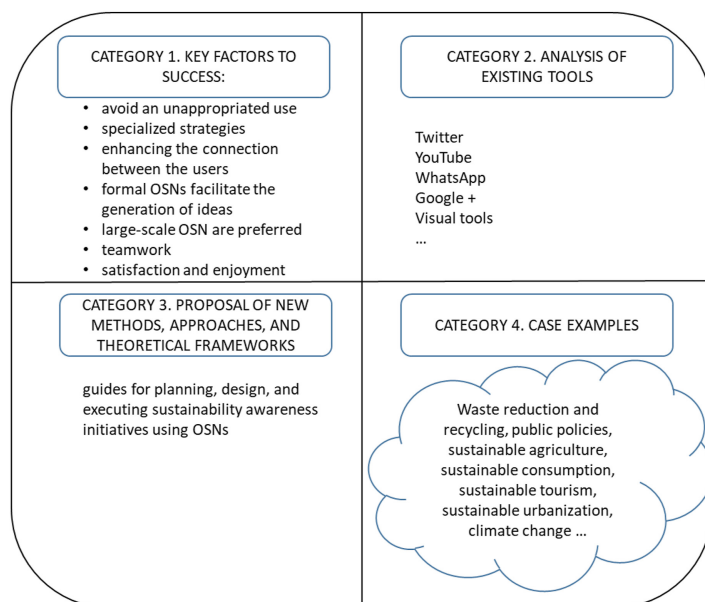 CATEGORY 1. KEY FACTORS TO
SUCCESS:
• avoid an unappropriated use
• specialized strategies
• enhancing the connection
between the users
• formal OSNs facilitate the
generation of ideas
• large-scale OSN are preferred
• teamwork
• satisfaction and enjoyment
CATEGORY 2. ANALYSIS OF
EXISTING TOOLS
Twitter
YouTube
WhatsApp
Google +
Visual tools
...
CATEGORY 3. PROPOSAL OF NEW
METHODS, APPROACHES, AND
THEORETICAL FRAMEWORKS
guides for planning, design, and
executing sustainability awareness
initiatives using OSNs
CATEGORY 4. CASE EXAMPLES
Waste reduction and
recycling, public policies,
sustainable agriculture,
sustainable consumption,
sustainable tourism,
sustainable urbanization,
climate change ...